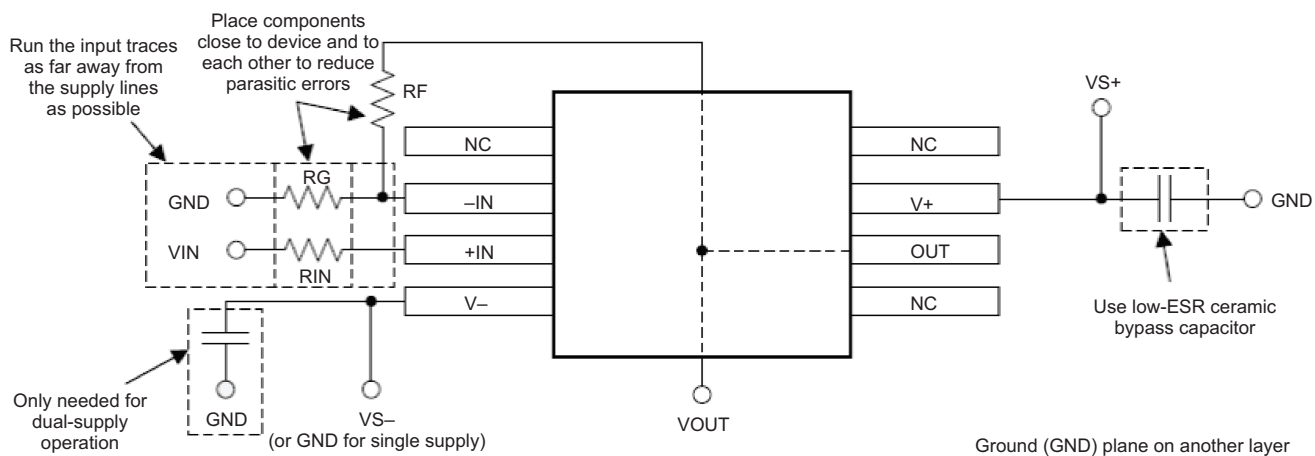 Place components
close to device and to
each other to reduce
parasitic errors
Run the input traces
as far away from
the supply lines
as possible
RF
VS+
NC
NC
RG
GND
–IN
V+
GND
VIN
+IN
OUT
RIN
V–
NC
Use low-ESR ceramic
bypass capacitor
Only needed for
dual-supply
operation
GND
VS–
(or GND for single supply)
VOUT
Ground (GND) plane on another layer